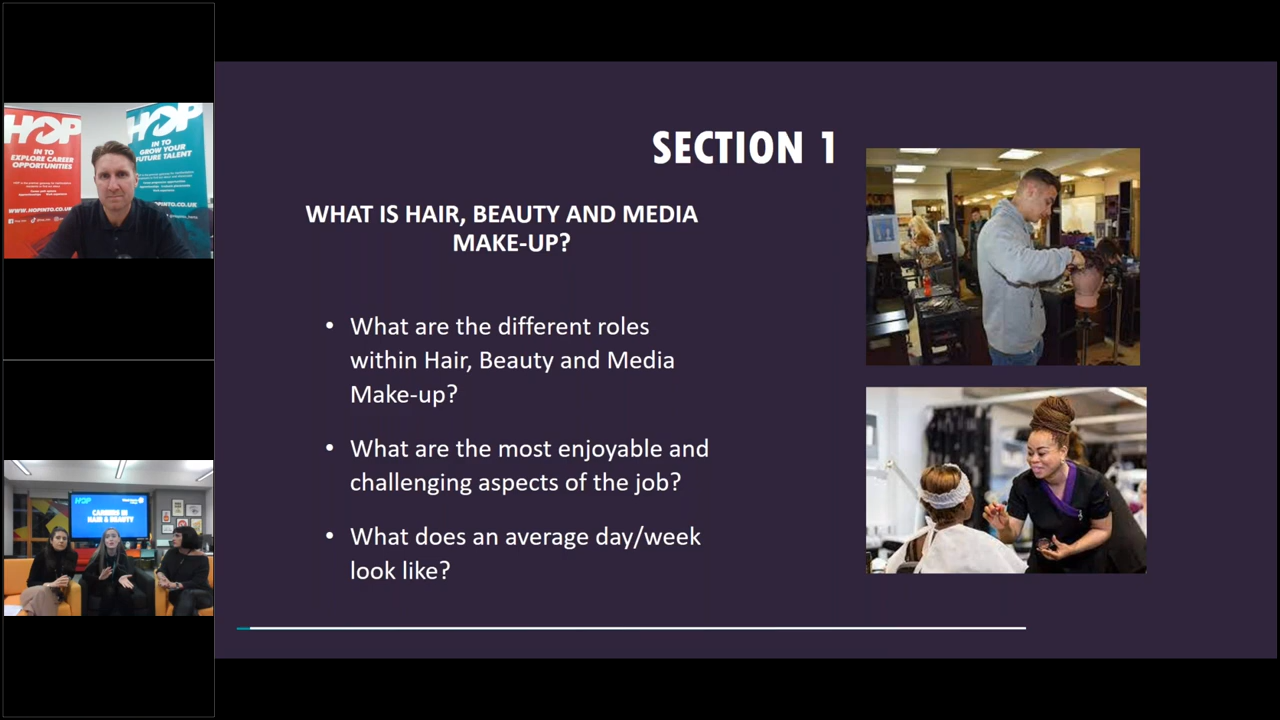 HOP
IN TO
EXPLORE CAREER
OPPORTUNITIES
WWW.HOPINTO.CO.UK
HOP
IN TO
GROW YOUR
FUTURE TALENT
HOP
CAREERS IN
HAIR & BEAUTY
SECTION 1
WHAT IS HAIR, BEAUTY AND MEDIA
MAKE-UP?
• What are the different roles
within Hair, Beauty and Media
Make-up?
• What are the most enjoyable and
challenging aspects of the job?
• What does an average day/week
look like?